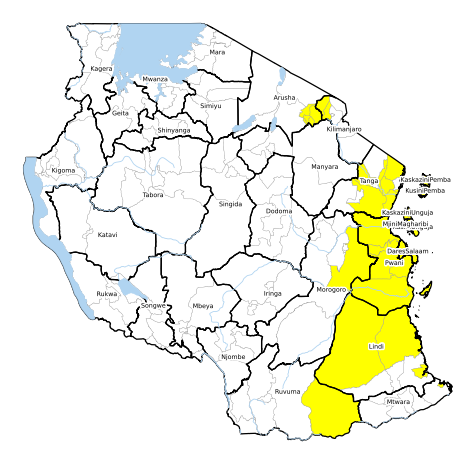 Mara
Kagera
Mwanza
Simiyu
Arusha
Geita
Shinyanga
Kilimanjaro
Kigoma
Manyara
Tanga
KaskaziniPemba
KusiniPemba
Tabora
Singida
Dodoma
KaskaziniUnguja
MjiniMagharibi
Katavi
DaresSalaam
Pwani
Rukwa
Songwe
Mbeya
Iringa
Morogoro
Njombe
Lindi
Ruvuma
Mtwara